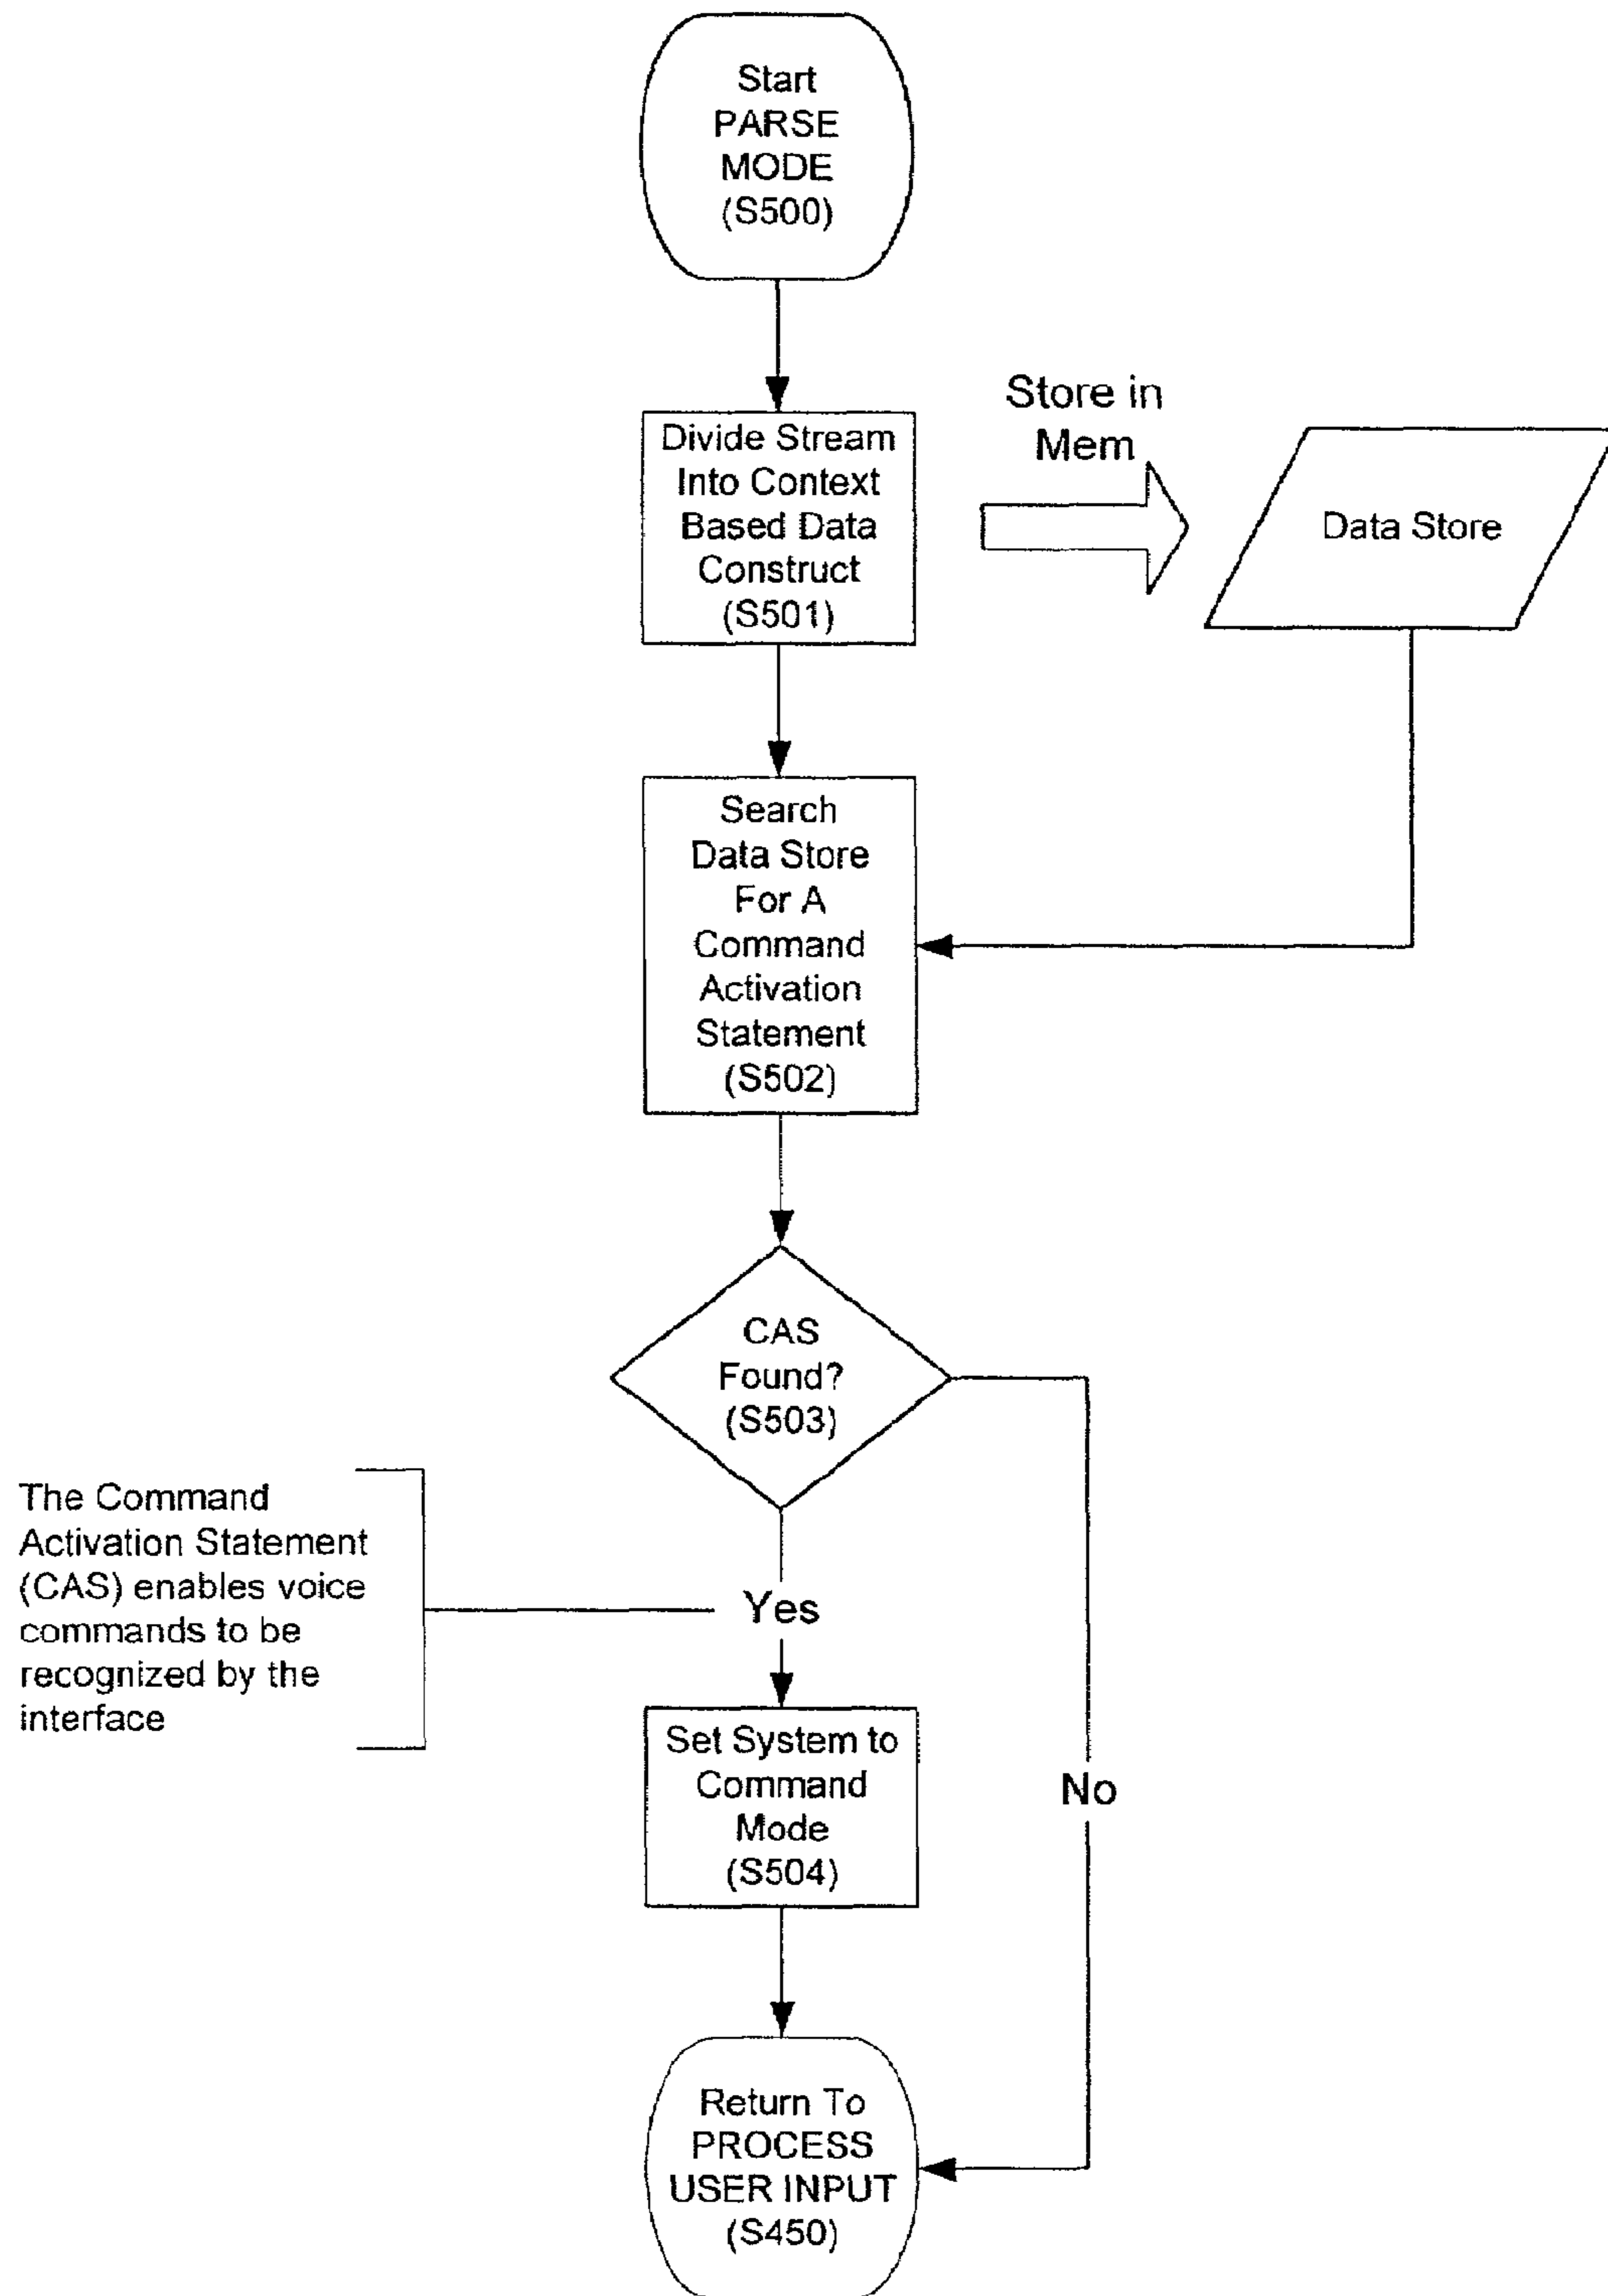 Start
PARSE
MODE
(S500)
Divide Stream
Into Context
Based Data
Construct
(S501)
Store in
Mem
Data Store
Search
Data Store
For A
Command
Activation
Statement
(S502)
CAS
Found?
(S503)
The Command
Activation Statement
(CAS) enables voice
commands to be
recognized by the
interface
Yes
No
Set System to
Command
Mode
(S504)
Return To
PROCESS
USER INPUT
(S450)